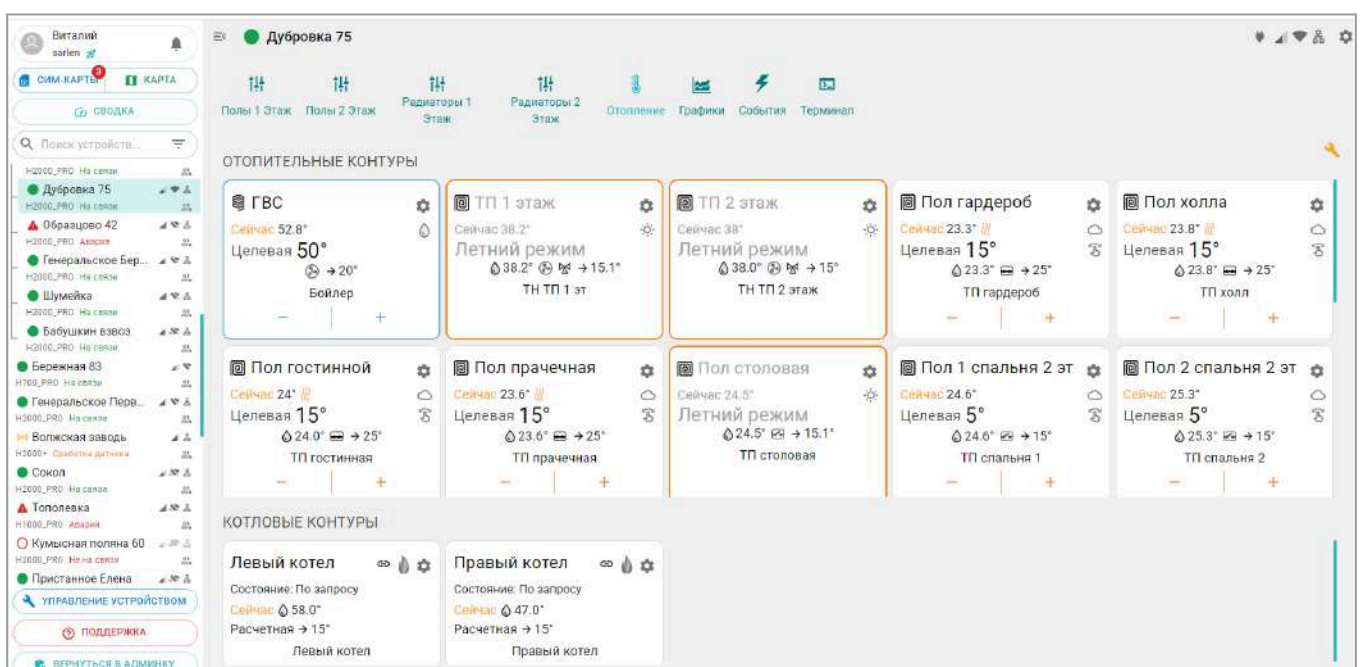 Виталий
sarlen
СИМ-КАРТЫ 3 КАРТА
СВОДКА
Поиск устройств...
H2000_PRO На связи
Дубровка 75
H2000_PRO На связи
Образцово 42
H2000_PRO Авария
Генеральское Бер...
H2000_PRO На связи
Шумейка
H2000_PRO На связи
Бабушкин взвоз
H2000_PRO На связи
Бережная 83
H700_PRO На связи
Генеральское Перв...
H2000_PRO На связи
Волжская заводь
H2000+ Сработка датчика
Сокол
H2000_PRO На связи
Тополевка
H1000_PRO Авария
Кумысная поляна 60
H2000_PRO Не на связи
Пристанное Елена
УПРАВЛЕНИЕ УСТРОЙСТВОМ
ПОДДЕРЖКА
ВЕРНУТЬСЯ В АДМИНКУ
Дубровка 75
Полы 1 Этаж
Полы 2 Этаж
Радиаторы 1
Этаж
Радиаторы 2
Этаж
Отопление
Графики
События
Терминал
ОТОПИТЕЛЬНЫЕ КОНТУРЫ
ГВС
Сейчас 52.8°
Целевая 50°
→ 20°
Бойлер
− +
ТП 1 этаж
Сейчас 38.2°
Летний режим
38.2° → 15.1°
ТН ТП 1 эт
ТП 2 этаж
Сейчас 38°
Летний режим
38.0° → 15°
ТН ТП 2 этаж
Пол гардероб
Сейчас 23.3°
Целевая 15°
23.3° → 25°
ТП гардероб
− +
Пол холла
Сейчас 23.8°
Целевая 15°
23.8° → 25°
ТП холл
− +
Пол гостиной
Сейчас 24°
Целевая 15°
24.0° → 25°
ТП гостинная
− +
Пол прачечная
Сейчас 23.6°
Целевая 15°
23.6° → 25°
ТП прачечная
− +
Пол столовая
Сейчас 24.5°
Летний режим
24.5° → 15.1°
ТП столовая
Пол 1 спальня 2 эт
Сейчас 24.6°
Целевая 5°
24.6° → 15°
ТП спальня 1
− +
Пол 2 спальня 2 эт
Сейчас 25.3°
Целевая 5°
25.3° → 15°
ТП спальня 2
− +
КОТЛОВЫЕ КОНТУРЫ
Левый котел
Состояние: По запросу
Сейчас 58.0°
Расчетная → 15°
Левый котел
Правый котел
Состояние: По запросу
Сейчас 47.0°
Расчетная → 15°
Правый котел